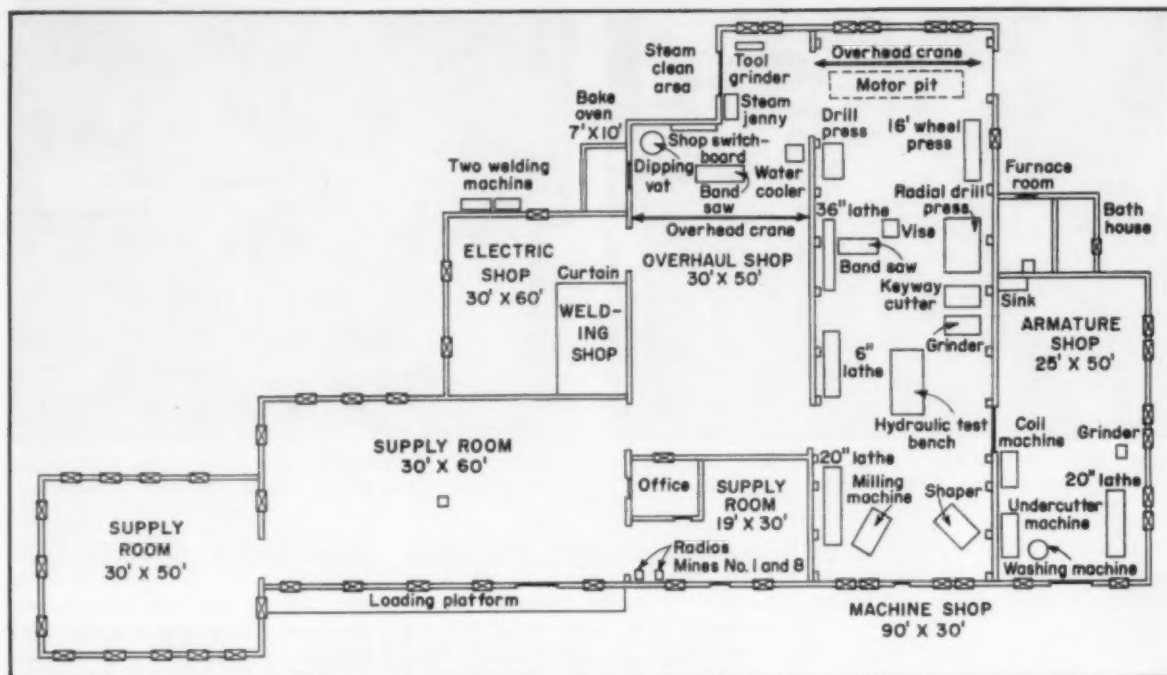 Steam
clean
area
Tool
grinder
Overhead crane
Motor pit
Bake
oven
7' X 10'
Steam
jenny
Drill
press
16' wheel
press
Shop switch-
board
Dipping
vat
Band
saw
Water
cooler
Furnace
room
Two welding
machine
Radial drill
press
Bath
house
36" lathe
Vise
Overhead crane
Band saw
ELECTRIC
SHOP
30' X 60'
Curtain
OVERHAUL SHOP
30' X 50'
Keyway
cutter
Sink
WELD-
ING
SHOP
Grinder
ARMATURE
SHOP
25' X 50'
6"
lathe
Hydraulic test
bench
SUPPLY ROOM
30' X 60'
Coil
machine
Grinder
20" lathe
Milling
machine
Shaper
20"
lathe
Office
SUPPLY
ROOM
19' X 30'
Undercutter
machine
SUPPLY
ROOM
30' X 50'
Radios
Mines No. 1 and 8
Washing machine
Loading platform
MACHINE SHOP
90' X 30'